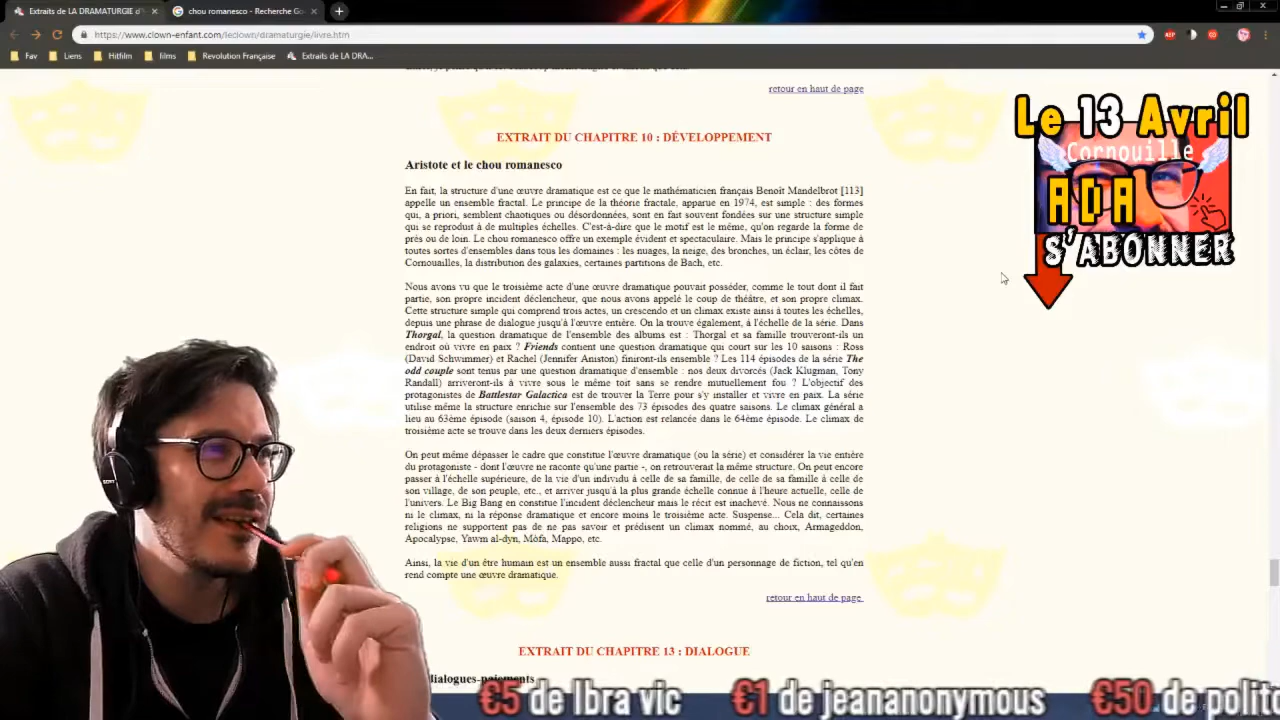 Extraits de LA DRAMATURGIE d'
chou romanesco - Recherche Go
https://www.clown-enfant.com/leclown/dramaturgie/livre.htm
Fav
Liens
Hitfilm
films
Revolution Française
Extraits de LA DRA...
retour en haut de page
EXTRAIT DU CHAPITRE 10 : DÉVELOPPEMENT
Aristote et le chou romanesco
En fait, la structure d'une œuvre dramatique est ce que le mathématicien français Benoît Mandelbrot [113]
appelle un ensemble fractal. Le principe de la théorie fractale, apparue en 1974, est simple : des formes
qui, a priori, semblent chaotiques ou désordonnées, sont en fait souvent fondées sur une structure simple
qui se reproduit à de multiples échelles. C'est-à-dire que le motif est le même, qu'on regarde la forme de
près ou de loin. Le chou romanesco offre un exemple évident et spectaculaire. Mais le principe s'applique à
toutes sortes d'ensembles dans tous les domaines : les nuages, la neige, des bronches, un éclair, les côtes de
Cornouailles, la distribution des galaxies, certaines partitions de Bach, etc.
Nous avons vu que le troisième acte d'une œuvre dramatique pouvait posséder, comme le tout dont il fait
partie, son propre incident déclencheur, que nous avons appelé le coup de théâtre, et son propre climax.
Cette structure simple qui comprend trois actes, un crescendo et un climax existe ainsi à toutes les échelles,
depuis une phrase de dialogue jusqu'à l'œuvre entière. On la trouve également, à l'échelle de la série. Dans
Thorgal, la question dramatique de l'ensemble des albums est : Thorgal et sa famille trouveront-ils un
endroit où vivre en paix ? Friends contient une question dramatique qui court sur les 10 saisons : Ross
(David Schwimmer) et Rachel (Jennifer Aniston) finiront-ils ensemble ? Les 114 épisodes de la série The
odd couple sont tenus par une question dramatique d'ensemble : nos deux divorcés (Jack Klugman, Tony
Randall) arriveront-ils à vivre sous le même toit sans se rendre mutuellement fou ? L'objectif des
protagonistes de Battlestar Galactica est de trouver la Terre pour s'y installer et vivre en paix. La série
utilise même la structure enrichie sur l'ensemble des 73 épisodes des quatre saisons. Le climax général a
lieu au 63ème épisode (saison 4, épisode 10). L'action est relancée dans le 64ème épisode. Le climax de
troisième acte se trouve dans les deux derniers épisodes.
On peut même dépasser le cadre que constitue l'œuvre dramatique (ou la série) et considérer la vie entière
du protagoniste - dont l'œuvre ne raconte qu'une partie -, on retrouverait la même structure. On peut encore
passer à l'échelle supérieure, de la vie d'un individu à celle de sa famille, de celle de sa famille à celle de
son village, de son peuple, etc., et arriver jusqu'à la plus grande échelle connue à l'heure actuelle, celle de
l'univers. Le Big Bang en constitue l'incident déclencheur mais le récit est inachevé. Nous ne connaissons
ni le climax, ni la réponse dramatique et encore moins le troisième acte. Suspense... Cela dit, certaines
religions ne supportent pas de ne pas savoir et prédisent un climax nommé, au choix, Armageddon,
Apocalypse, Yawm al-dyn, Mòfa, Mappo, etc.
Ainsi, la vie d'un être humain est un ensemble aussi fractal que celle d'un personnage de fiction, tel qu'en
rend compte une œuvre dramatique.
retour en haut de page
EXTRAIT DU CHAPITRE 13 : DIALOGUE
dialogues-paiements
Le 13 Avril
Cornouille
ADA
S'ABONNER
€5 de Ibra vic €1 de jeananonymous €50 de polit